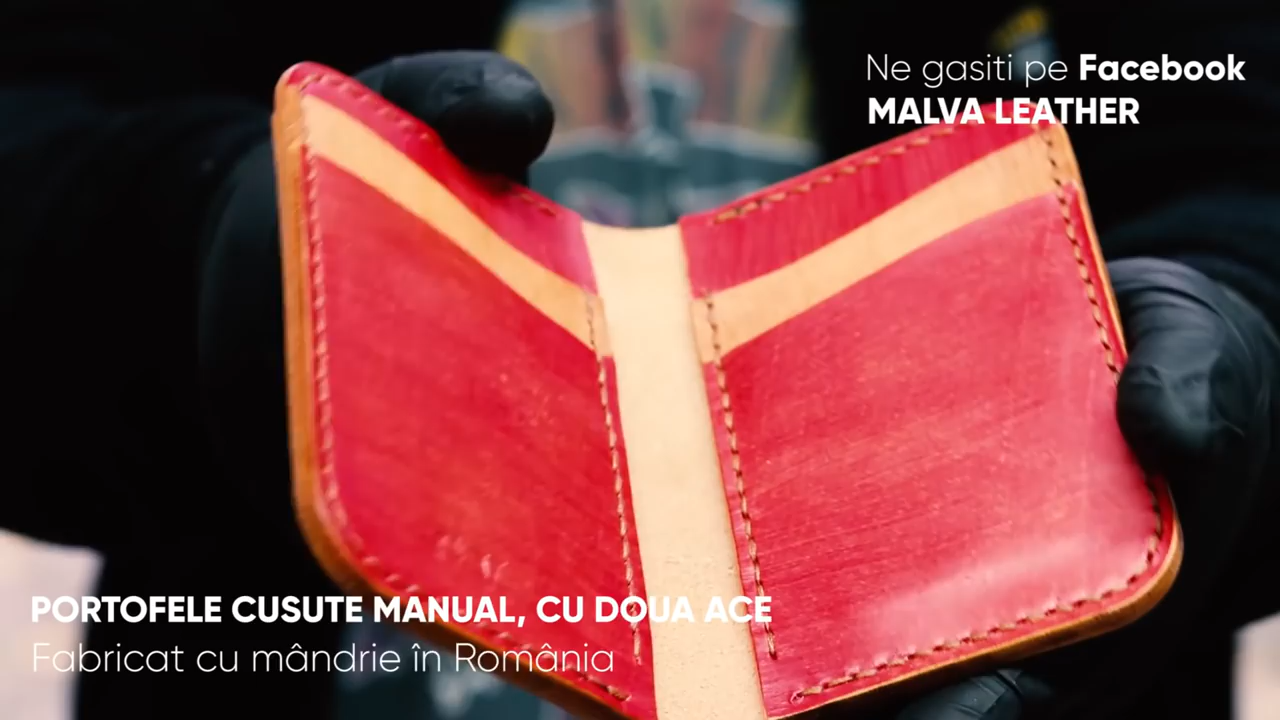 Ne gasiti pe Facebook
MALVA LEATHER
PORTOFELE CUSUTE MANUAL, CU DOUA ACE
Fabricat cu mândrie în România